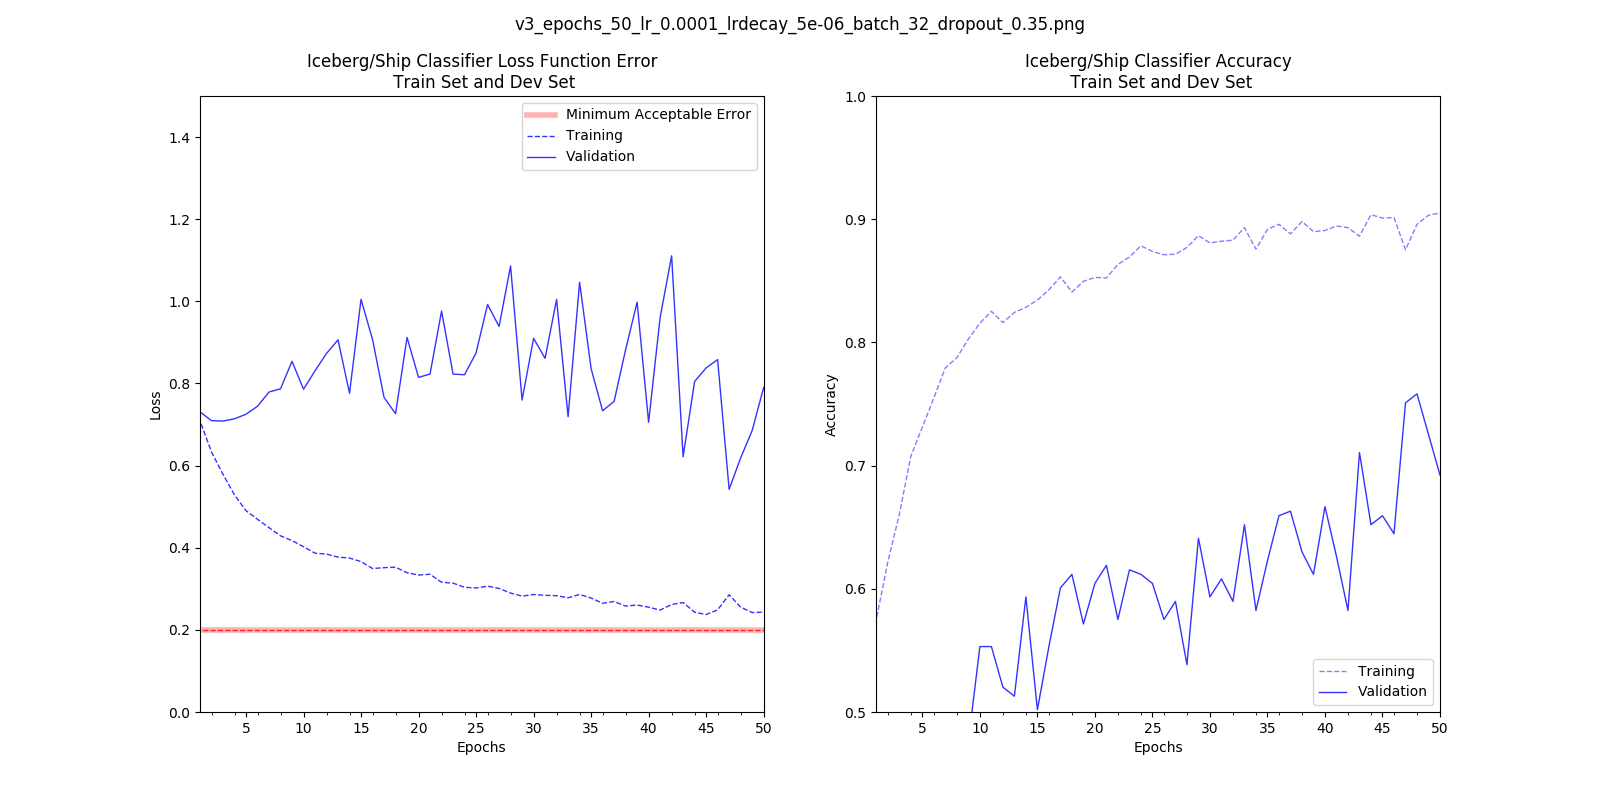 v3_epochs_50_lr_0.0001_lrdecay_5e-06_batch_32_dropout_0.35.png
Iceberg/Ship Classifier Loss Function Error
Train Set and Dev Set
Minimum Acceptable Error
Training
Validation
1.4
1.2
1.0
0.8
0.6
0.4
0.2
0.0
Loss
5 10 15 20 25 30 35 40 45 50
Epochs
Iceberg/Ship Classifier Accuracy
Train Set and Dev Set
1.0
0.9
0.8
0.7
0.6
0.5
Accuracy
Training
Validation
5 10 15 20 25 30 35 40 45 50
Epochs